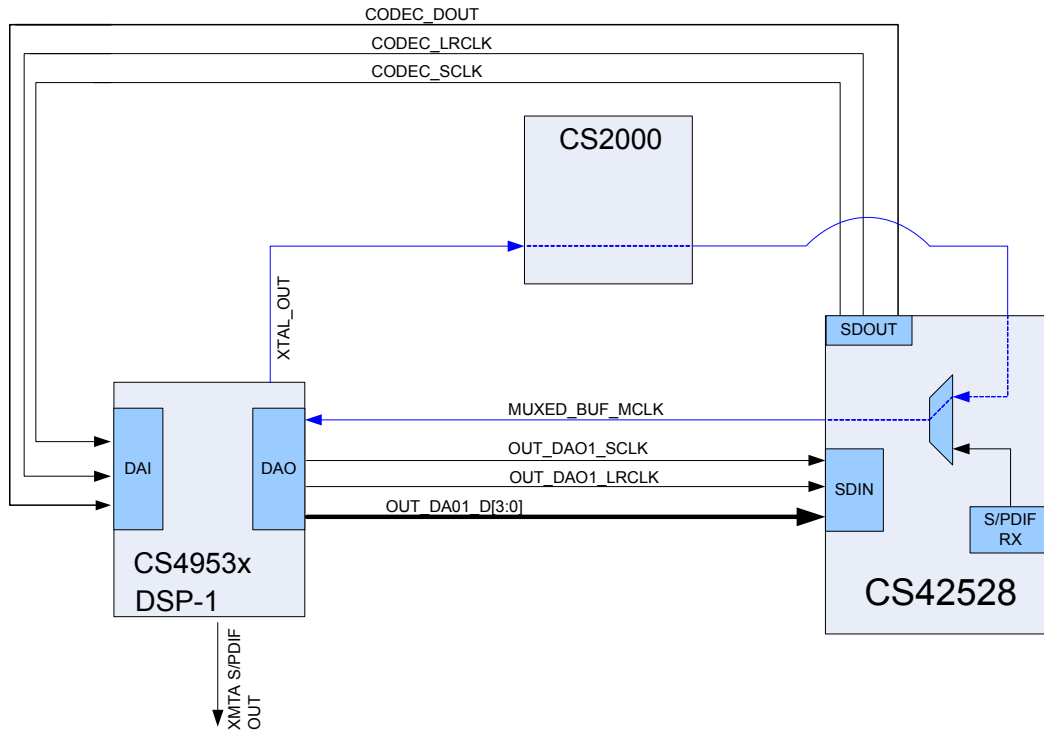 CODEC_DOUT
CODEC_LRCLK
CODEC_SCLK
CS2000
XTAL_OUT
SDOUT
MUXED_BUF_MCLK
OUT_DAO1_SCLK
OUT_DAO1_LRCLK
OUT_DA01_D[3:0]
DAI
DAO
SDIN
S/PDIF
RX
CS4953x
DSP-1
CS42528
XMTA S/PDIF
OUT